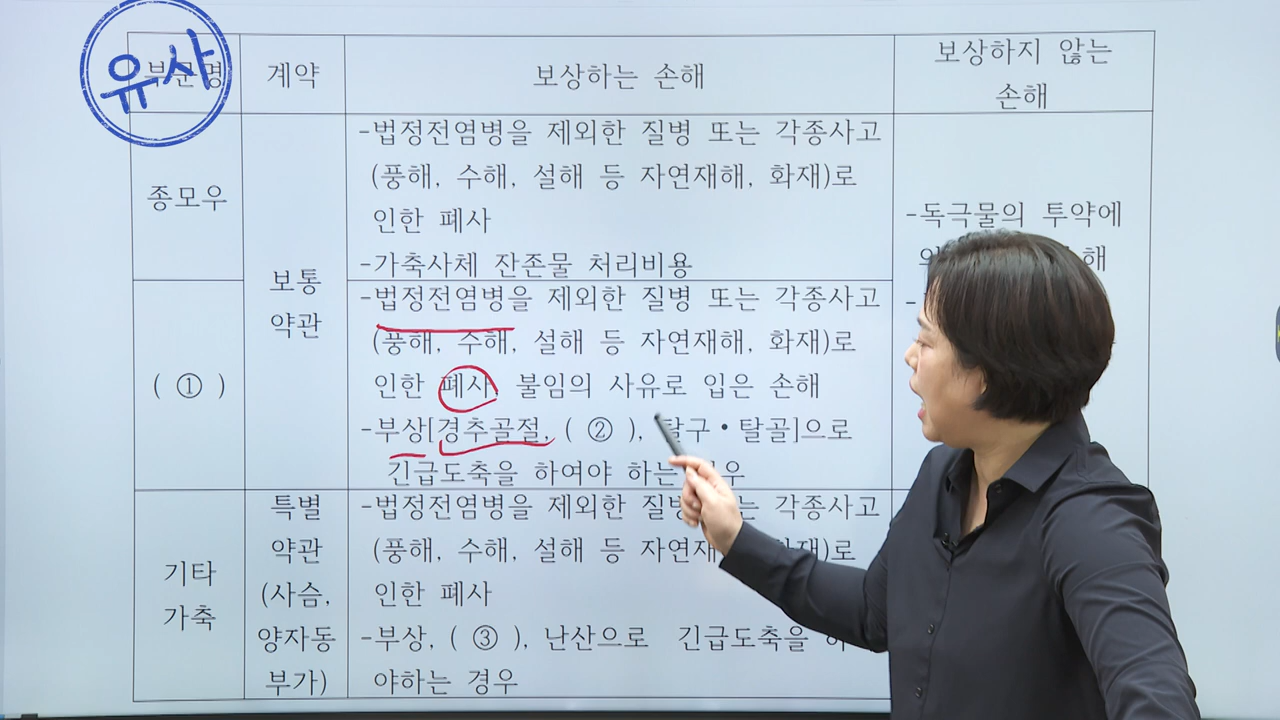 유사
부문명
계약
보상하는 손해
보상하지 않는
손해
종모우
보통
약관
-법정전염병을 제외한 질병 또는 각종사고
(풍해, 수해, 설해 등 자연재해, 화재)로
인한 폐사
-가축사체 잔존물 처리비용
-독극물의 투약에
해
-
( ① )
-법정전염병을 제외한 질병 또는 각종사고
(풍해, 수해, 설해 등 자연재해, 화재)로
인한 폐사, 불임의 사유로 입은 손해
-부상[경추골절, ( ② ), 탈구·탈골]으로
긴급도축을 하여야 하는 경우
기타
가축
특별
약관
(사슴,
양자동
부가)
-법정전염병을 제외한 질병 또는 각종사고
(풍해, 수해, 설해 등 자연재해, 화재)로
인한 폐사
-부상, ( ③ ), 난산으로 긴급도축을 하
야하는 경우